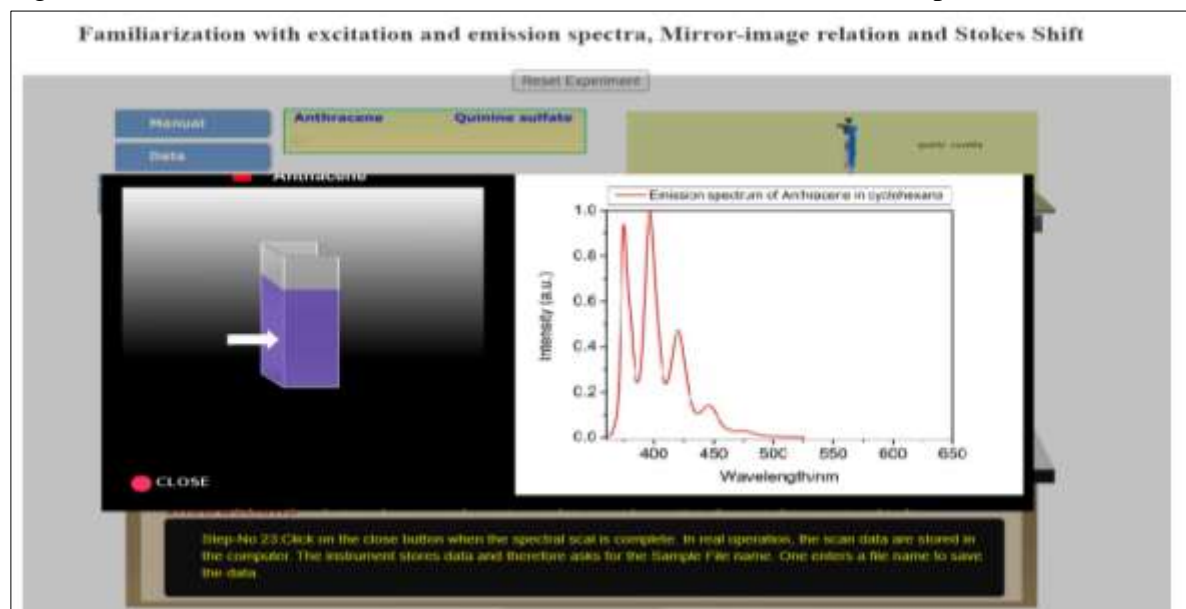 Familiarization with excitation and emission spectra, Mirror-image relation and Stokes Shift
Reset Experiment
Manual
Anthracene Quinine sulfate
Data
Anthracene
Emission spectrum of Anthracene in cyclohexane
1.0
0.8
0.6
0.4
0.2
0.0
Intensity (a.u.)
400 450 500 550 600 650
Wavelength/nm
CLOSE
Step-No 23:Click on the close button when the spectral scal is complete. In real operation, the scan data are stored in
the computer. The instrument stores data and therefore asks for the Sample File name. One enters a file name to save
the data.